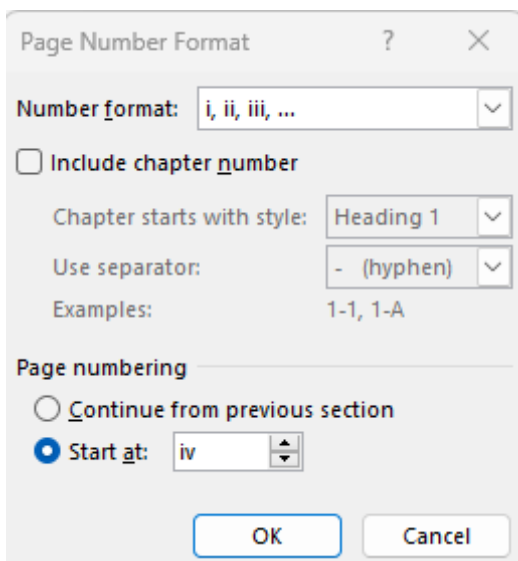 Page Number Format ?
Number format: i, ii, iii, ...
Include chapter number
Chapter starts with style: Heading 1
Use separator: - (hyphen)
Examples: 1-1, 1-A
Page numbering
Continue from previous section
Start at: iv
OK Cancel